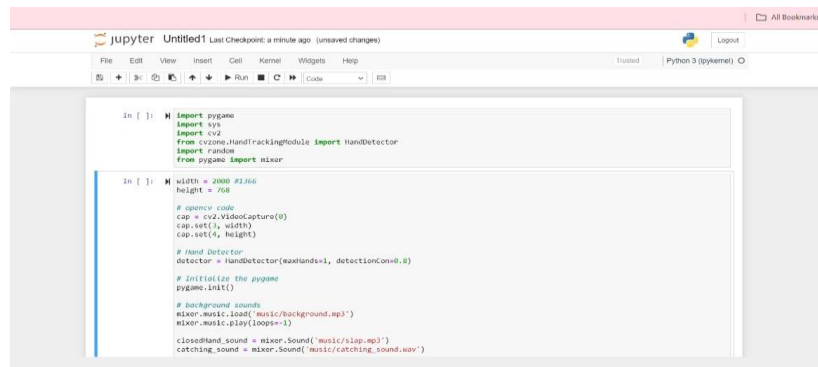 All Bookmarks
jupyter Untitled1 Last Checkpoint: a minute ago (unsaved changes)
Logout
File Edit View Insert Cell Kernel Widgets Help
Trusted Python 3 (ipykernel)
Run Code
In [ ]: import pygame
import sys
import cv2
from cvzone.HandTrackingModule import HandDetector
import random
from pygame import mixer
In [ ]: width = 2000 #1366
height = 768
# opencv code
cap = cv2.VideoCapture(0)
cap.set(3, width)
cap.set(4, height)
# Hand Detector
detector = HandDetector(maxHands=1, detectionCon=0.8)
# Initialize the pygame
pygame.init()
# background sounds
mixer.music.load('music/background.mp3')
mixer.music.play(loops=-1)
closedHand_sound = mixer.Sound('music/slap.mp3')
catching_sound = mixer.Sound('music/catching_sound.wav')